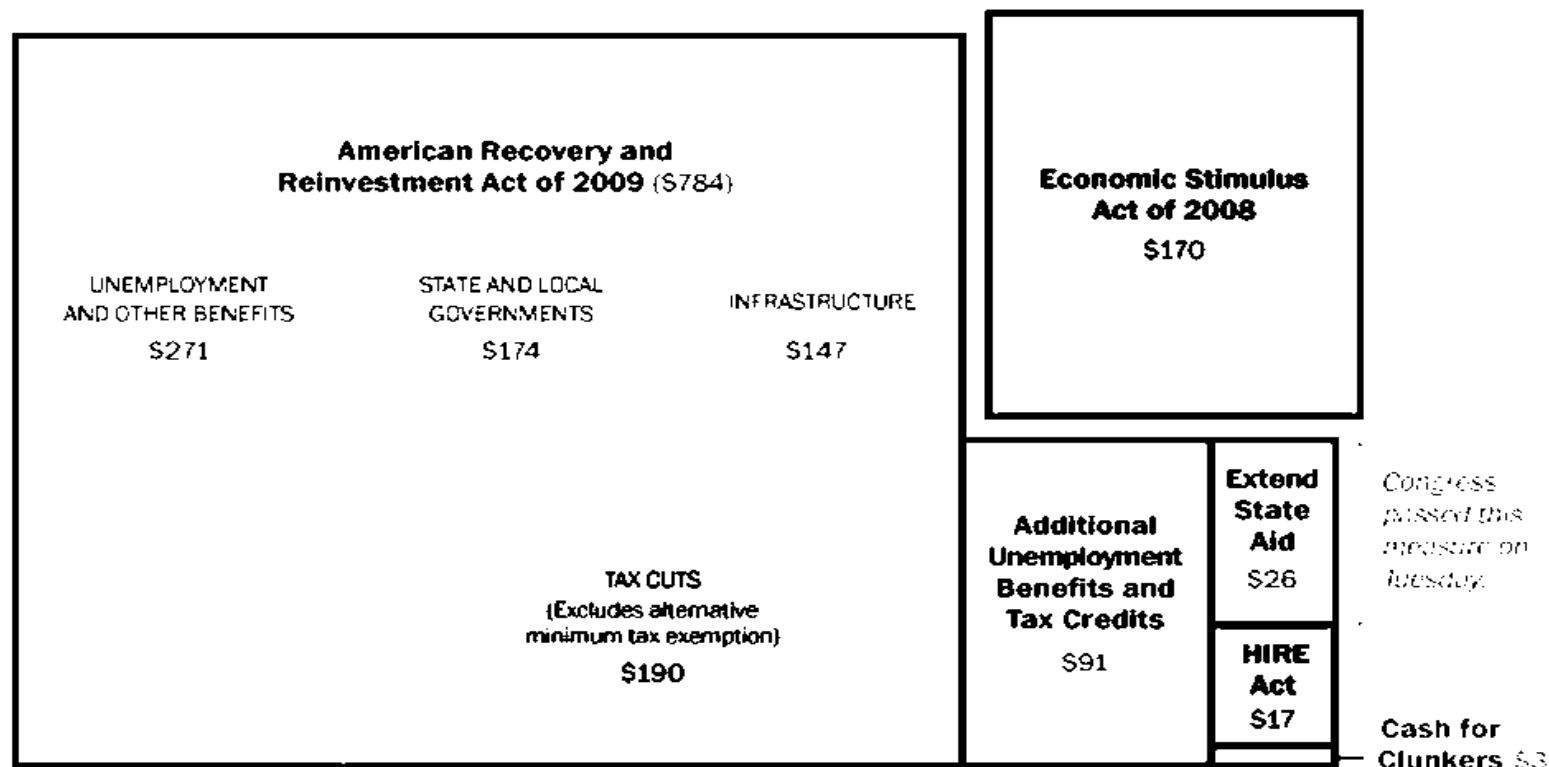 American Recovery and
Reinvestment Act of 2009 ($784)
UNEMPLOYMENT
AND OTHER BENEFITS
$271
STATE AND LOCAL
GOVERNMENTS
$174
INFRASTRUCTURE
$147
TAX CUTS
(Excludes alternative
minimum tax exemption)
$190
Economic Stimulus
Act of 2008
$170
Additional
Unemployment
Benefits and
Tax Credits
$91
Extend
State
Aid
$26
Congress
passed this
measure on
Tuesday.
HIRE
Act
$17
Cash for
Clunkers $3